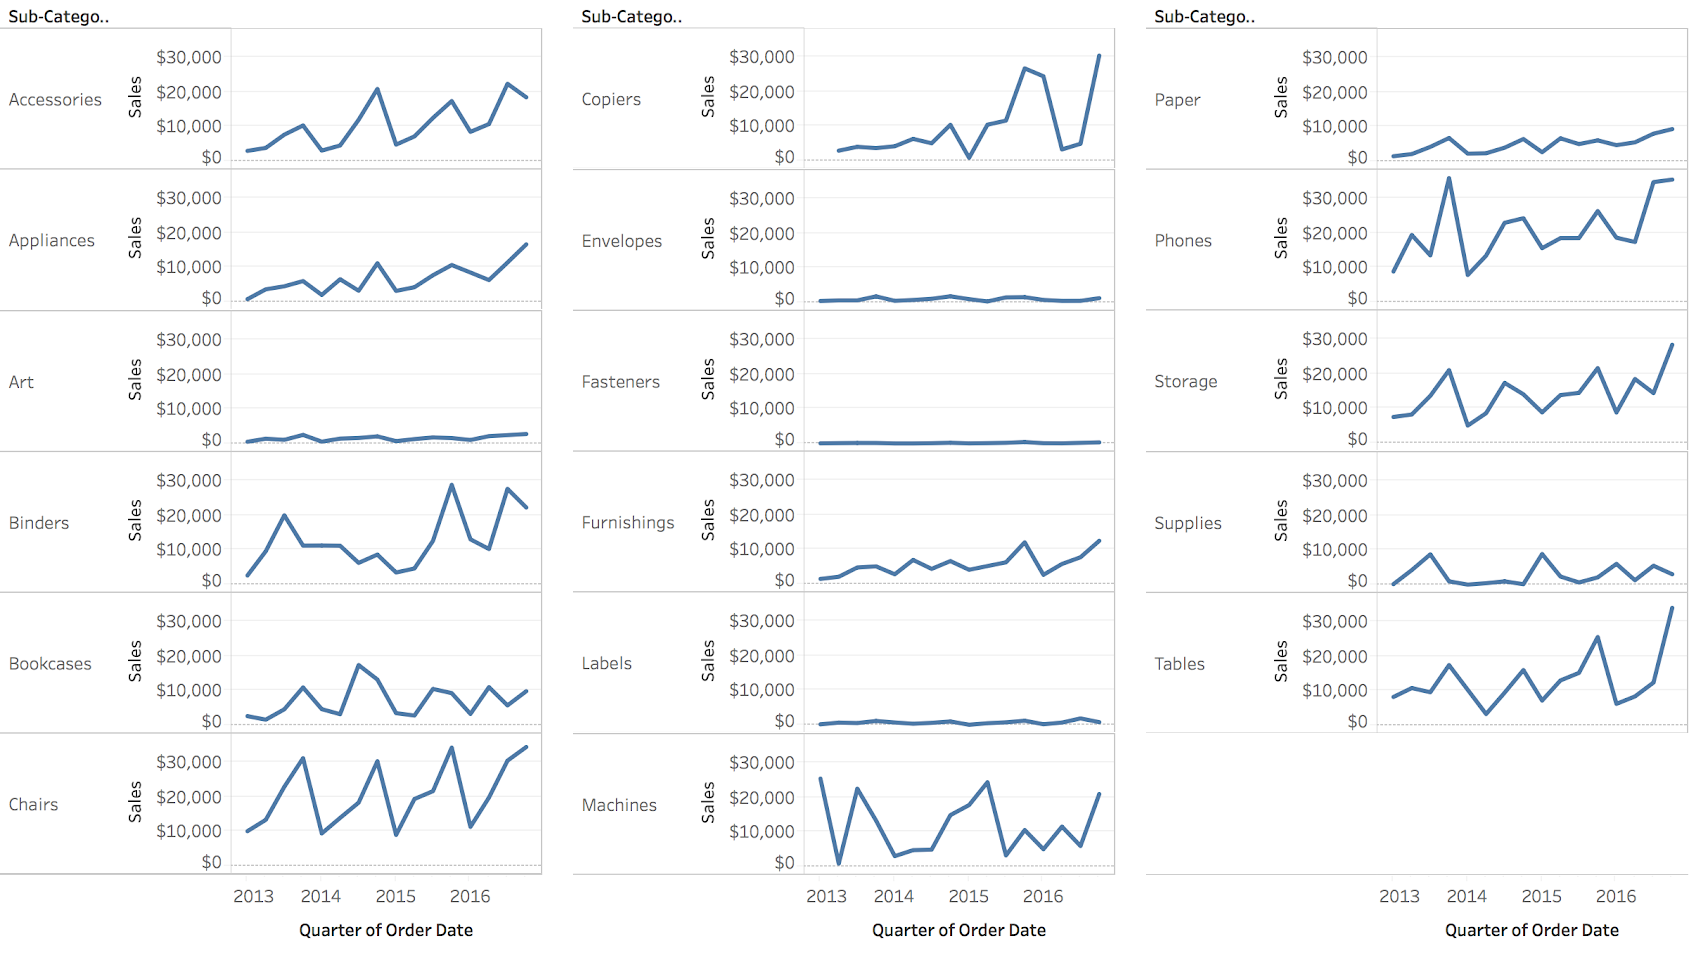 Sub-Catego..
Accessories
Sales
$30,000
$20,000
$10,000
$0
Appliances
Sales
$30,000
$20,000
$10,000
$0
Art
Sales
$30,000
$20,000
$10,000
$0
Binders
Sales
$30,000
$20,000
$10,000
$0
Bookcases
Sales
$30,000
$20,000
$10,000
$0
Chairs
Sales
$30,000
$20,000
$10,000
$0
2013 2014 2015 2016
Quarter of Order Date
Sub-Catego..
Copiers
Sales
$30,000
$20,000
$10,000
$0
Envelopes
Sales
$30,000
$20,000
$10,000
$0
Fasteners
Sales
$30,000
$20,000
$10,000
$0
Furnishings
Sales
$30,000
$20,000
$10,000
$0
Labels
Sales
$30,000
$20,000
$10,000
$0
Machines
Sales
$30,000
$20,000
$10,000
$0
2013 2014 2015 2016
Quarter of Order Date
Sub-Catego..
Paper
Sales
$30,000
$20,000
$10,000
$0
Phones
Sales
$30,000
$20,000
$10,000
$0
Storage
Sales
$30,000
$20,000
$10,000
$0
Supplies
Sales
$30,000
$20,000
$10,000
$0
Tables
Sales
$30,000
$20,000
$10,000
$0
2013 2014 2015 2016
Quarter of Order Date